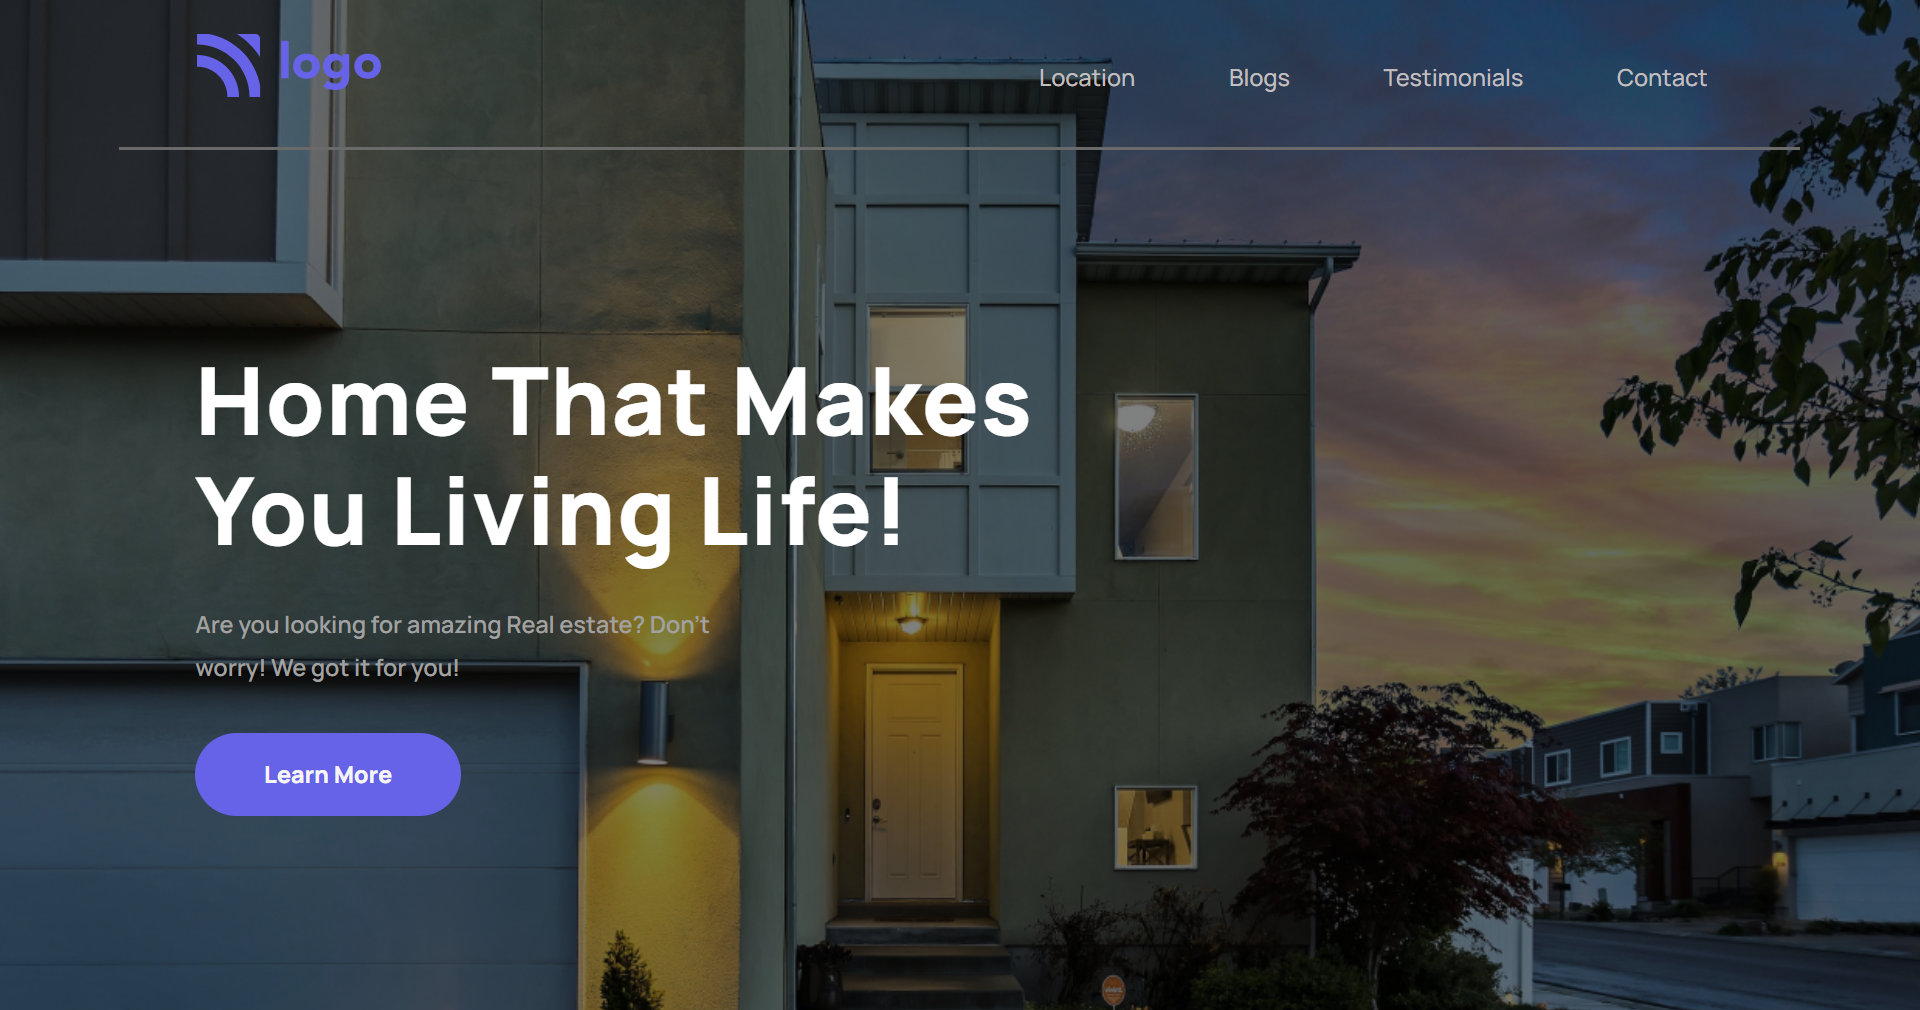 logo
Location Blogs Testimonials Contact
Home That Makes
You Living Life!
Are you looking for amazing Real estate? Don't
worry! We got it for you!
Learn More